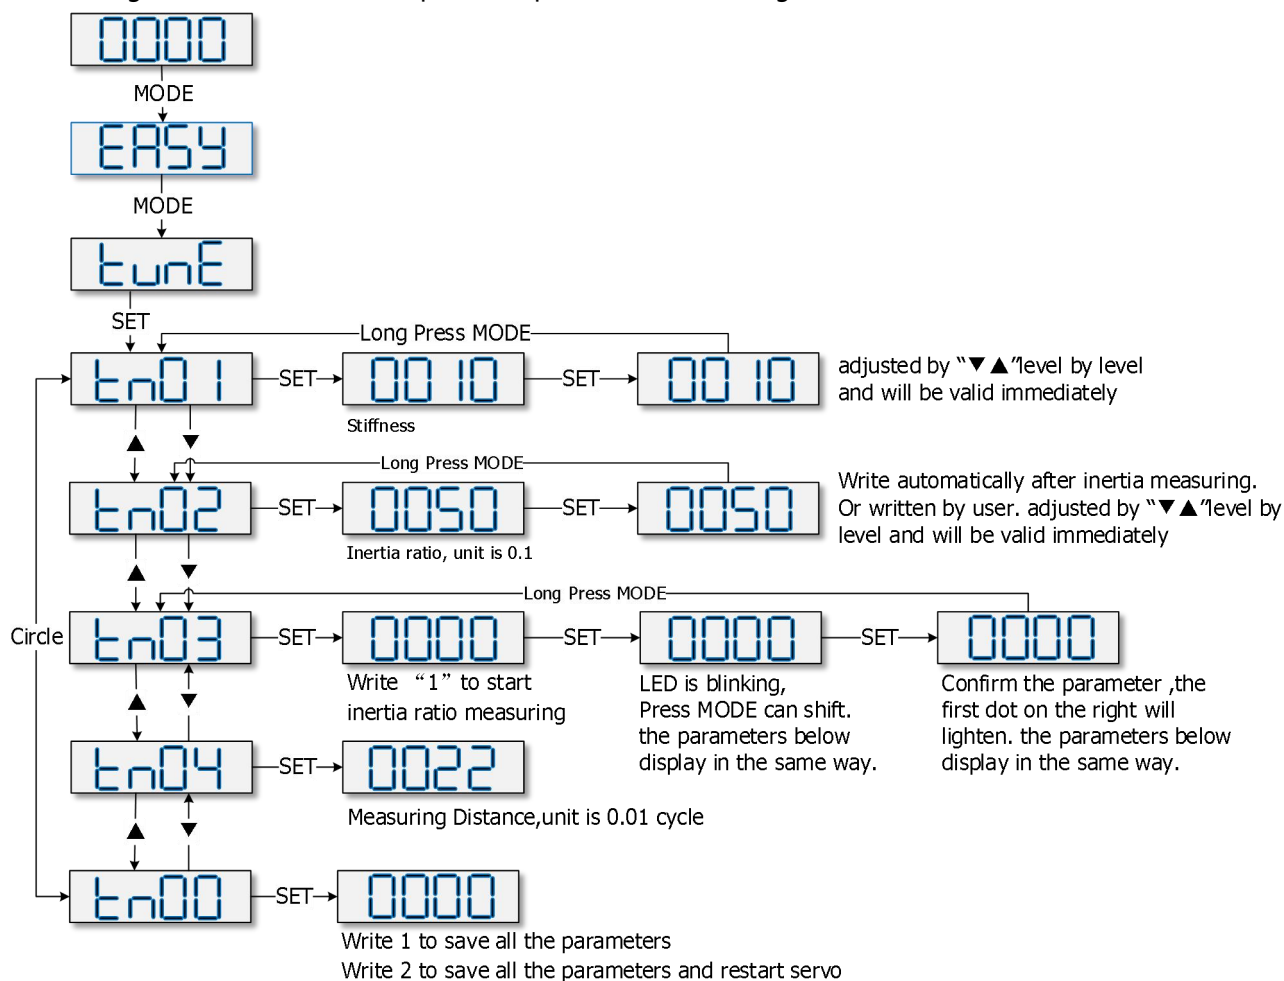 0000
MODE
EASY
MODE
tunE
SET
Long Press MODE
tn01
SET
0010
SET
0010
adjusted by “▼▲”level by level
and will be valid immediately
Stiffness
▲ ▼
Long Press MODE
tn02
SET
0050
SET
0050
Write automatically after inertia measuring.
Or written by user. adjusted by “▼▲”level by
level and will be valid immediately
Inertia ratio, unit is 0.1
▲ ▼
Long Press MODE
Circle
tn03
SET
0000
SET
0000
SET
0000
Write “1” to start
inertia ratio measuring
LED is blinking,
Press MODE can shift.
the parameters below
display in the same way.
Confirm the parameter ,the
first dot on the right will
lighten. the parameters below
display in the same way.
▲ ▼
tn04
SET
0022
Measuring Distance,unit is 0.01 cycle
▲ ▼
tn00
SET
0000
Write 1 to save all the parameters
Write 2 to save all the parameters and restart servo